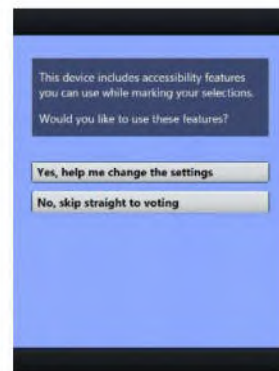 This device includes accessibility features
you can use while marking your selections.
Would you like to use these features?
Yes, help me change the settings
No, skip straight to voting